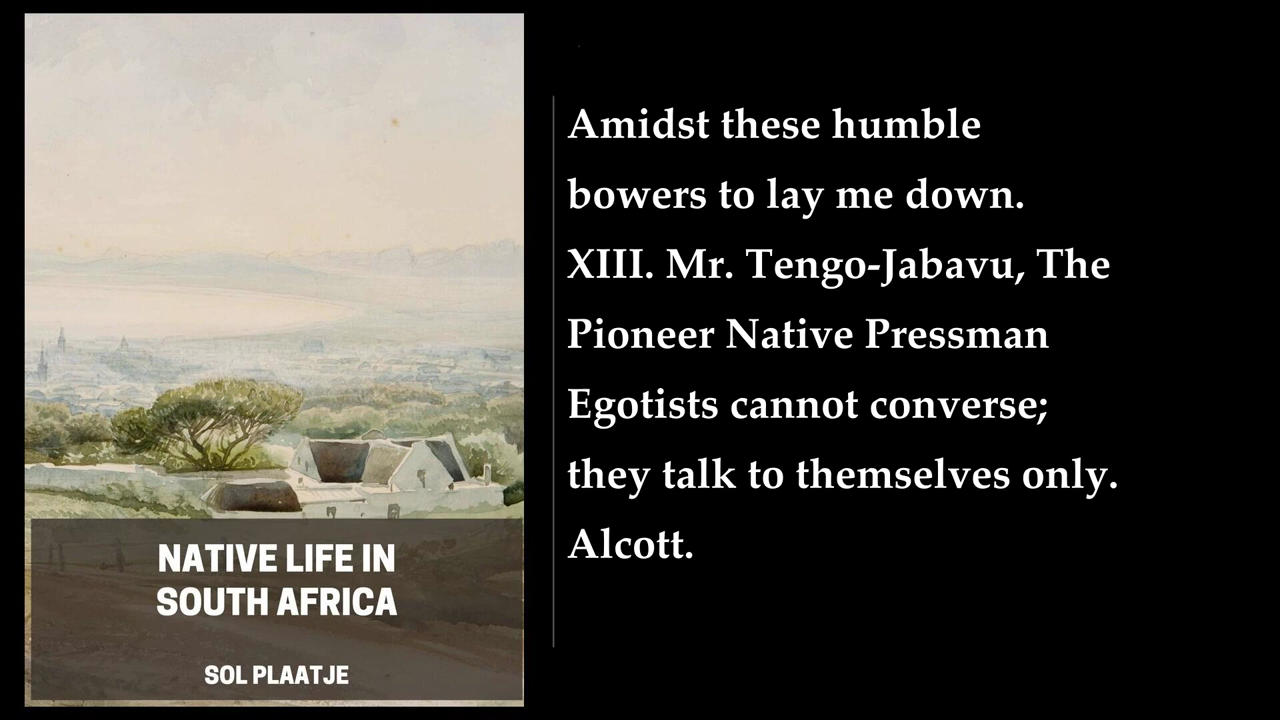 NATIVE LIFE IN
SOUTH AFRICA
SOL PLAATJE
Amidst these humble
bowers to lay me down.
XIII. Mr. Tengo-Jabavu, The
Pioneer Native Pressman
Egotists cannot converse;
they talk to themselves only.
Alcott.